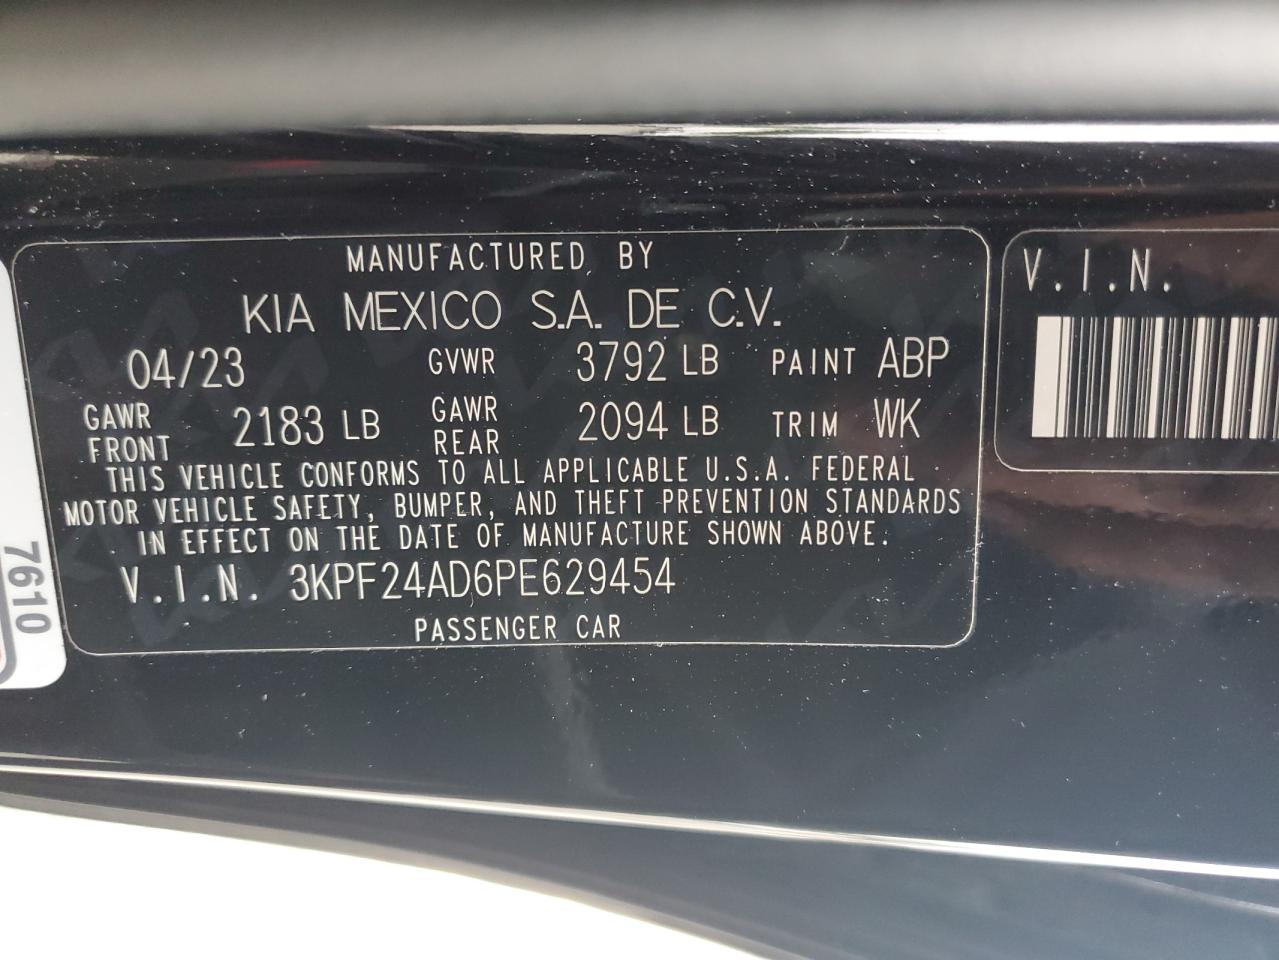 MANUFACTURED BY
KIA MEXICO S.A. DE C.V.
04/23 GVWR 3792 LB PAINT ABP
GAWR FRONT 2183 LB GAWR REAR 2094 LB TRIM WK
THIS VEHICLE CONFORMS TO ALL APPLICABLE U.S.A. FEDERAL
MOTOR VEHICLE SAFETY, BUMPER, AND THEFT PREVENTION STANDARDS
IN EFFECT ON THE DATE OF MANUFACTURE SHOWN ABOVE.
V.I.N. 3KPF24AD6PE629454
PASSENGER CAR
V.I.N.
7610